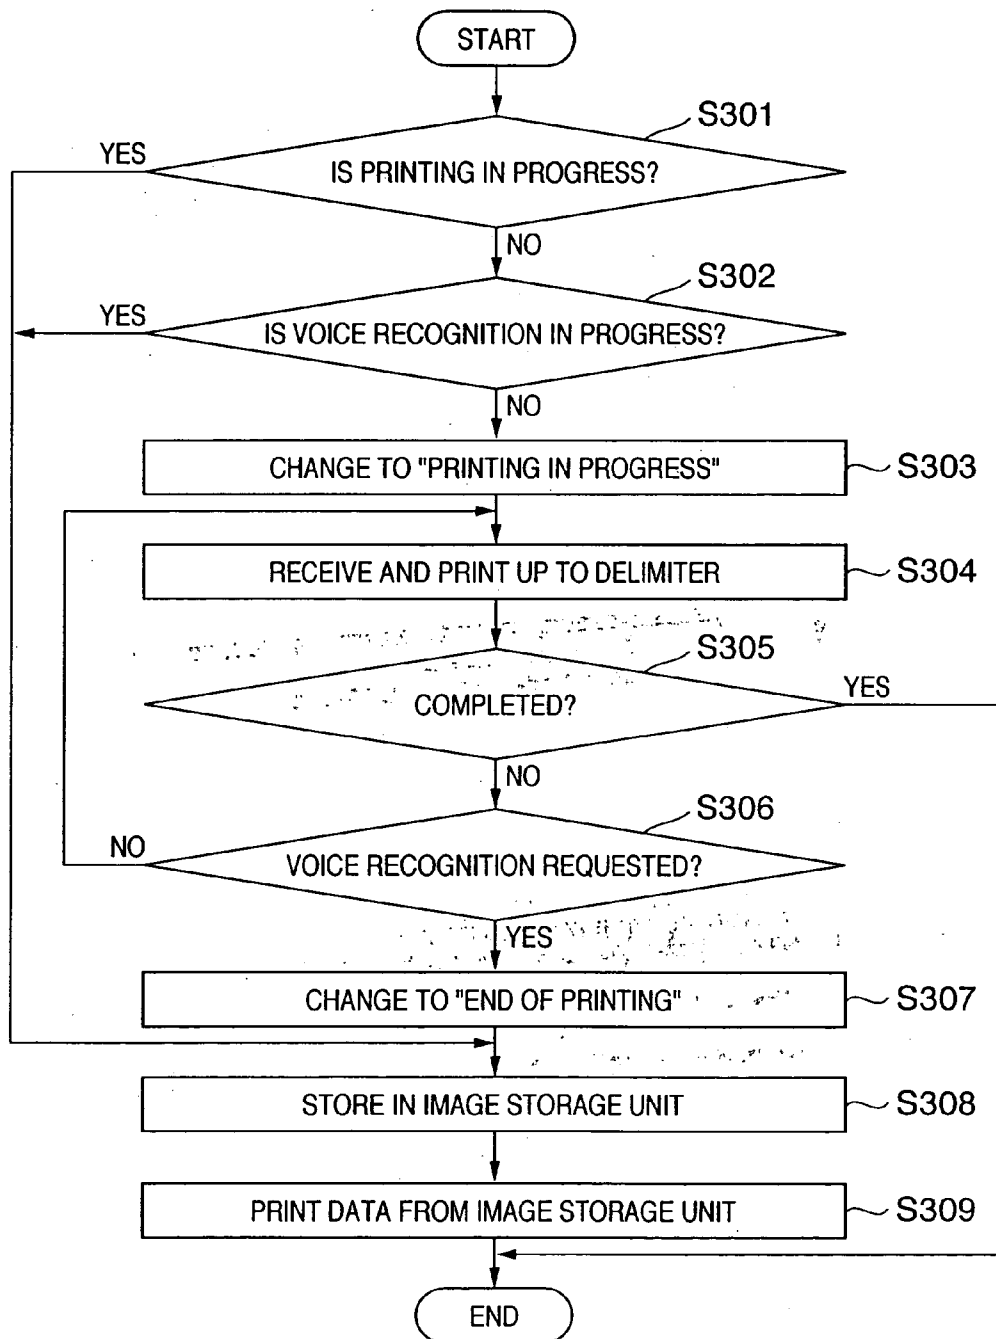 START
S301
YES
IS PRINTING IN PROGRESS?
NO
S302
YES
IS VOICE RECOGNITION IN PROGRESS?
NO
CHANGE TO "PRINTING IN PROGRESS"
S303
RECEIVE AND PRINT UP TO DELIMITER
S304
S305
YES
COMPLETED?
NO
S306
NO
VOICE RECOGNITION REQUESTED?
YES
CHANGE TO "END OF PRINTING"
S307
STORE IN IMAGE STORAGE UNIT
S308
PRINT DATA FROM IMAGE STORAGE UNIT
S309
END